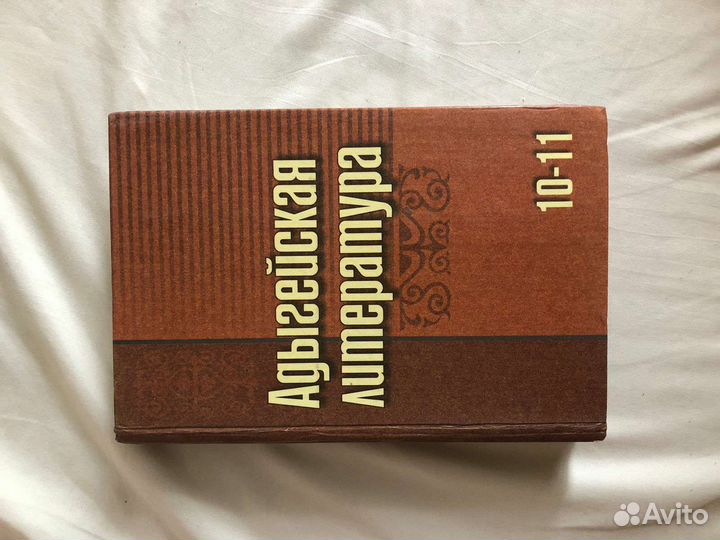 Адыгейская
литература
10-11
Avito